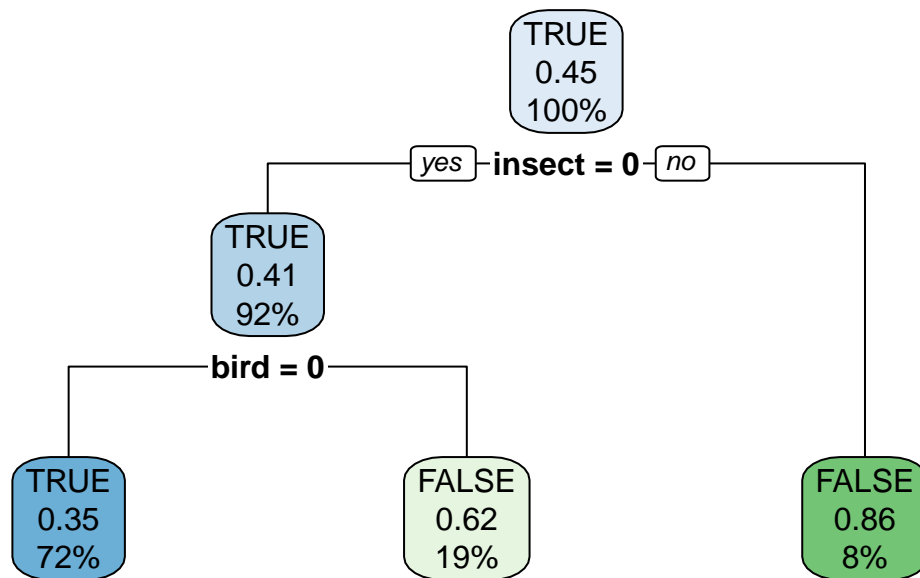 TRUE
0.45
100%
yes insect = 0 no
TRUE
0.41
92%
bird = 0
TRUE
0.35
72%
FALSE
0.62
19%
FALSE
0.86
8%